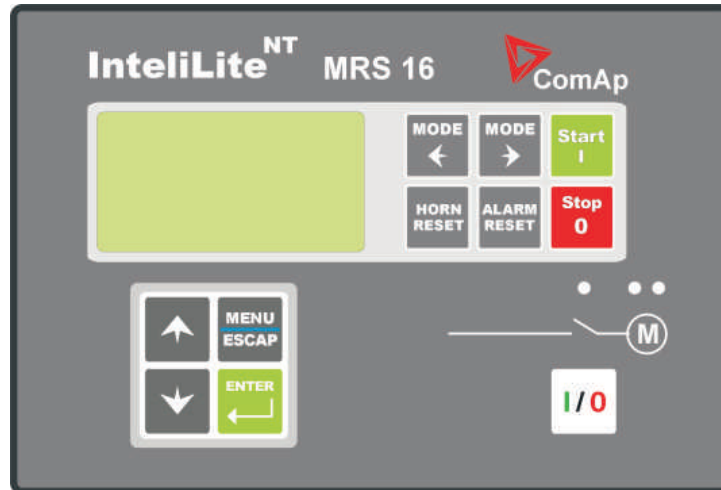 InteliLite NT MRS 16
ComAp
MODE
MODE
Start
I
HORN
RESET
ALARM
RESET
Stop
0
MENU
ESCAP
ENTER
M
I/0